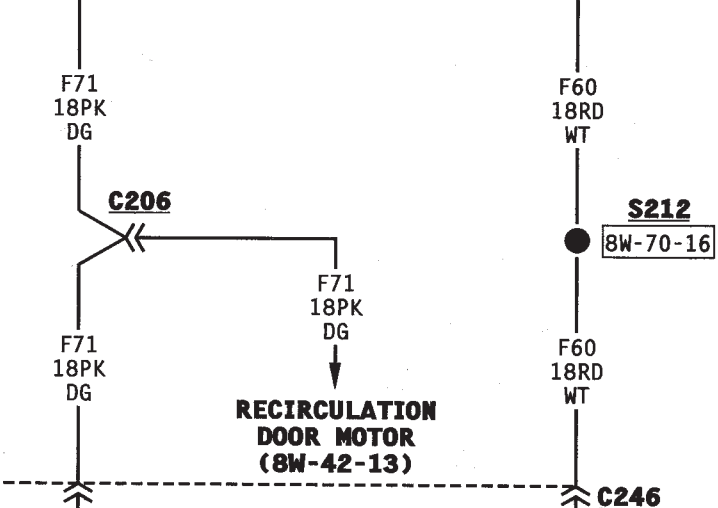 F71
18PK
DG
F60
18RD
WT
C206
S212
8W-70-16
F71
18PK
DG
F71
18PK
DG
F60
18RD
WT
RECIRCULATION
DOOR MOTOR
(8W-42-13)
C246